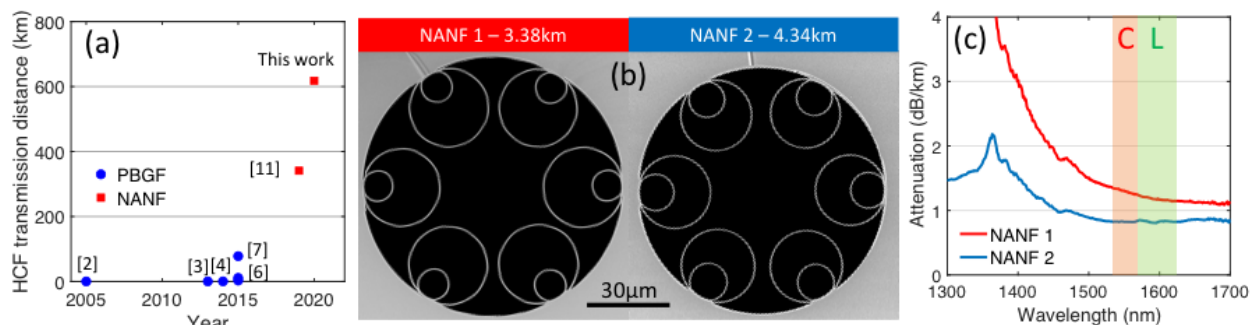 (a)
HCF transmission distance (km)
800
600
400
200
0
This work
[11]
PBGF
NANF
[2]
[3]
[4]
[7]
[6]
2005
2010
2015
2020
Year
NANF 1 – 3.38km
NANF 2 – 4.34km
(b)
30µm
(c)
Attenuation (dB/km)
4
3
2
1
0
C
L
NANF 1
NANF 2
1300
1400
1500
1600
1700
Wavelength (nm)